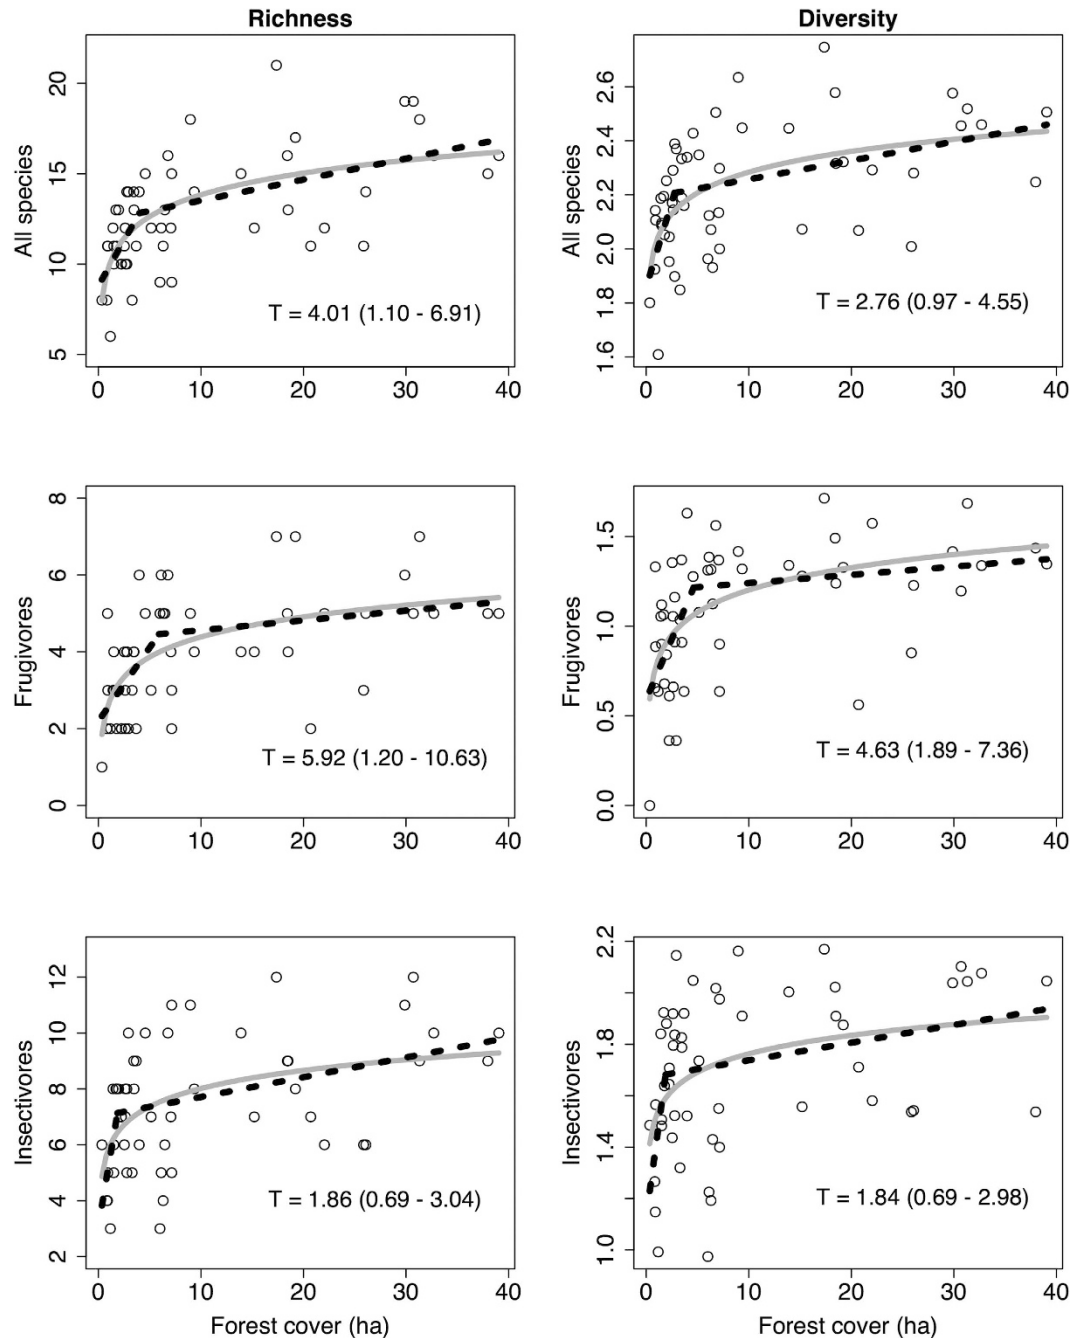 Richness
Diversity
All species
20
15
10
5
T = 4.01 (1.10 - 6.91)
0 10 20 30 40
All species
2.6
2.4
2.2
2.0
1.8
1.6
T = 2.76 (0.97 - 4.55)
0 10 20 30 40
Frugivores
8
6
4
2
0
T = 5.92 (1.20 - 10.63)
0 10 20 30 40
Frugivores
1.5
1.0
0.5
0.0
T = 4.63 (1.89 - 7.36)
0 10 20 30 40
Insectivores
12
10
8
6
4
2
T = 1.86 (0.69 - 3.04)
0 10 20 30 40
Forest cover (ha)
Insectivores
2.2
1.8
1.4
1.0
T = 1.84 (0.69 - 2.98)
0 10 20 30 40
Forest cover (ha)